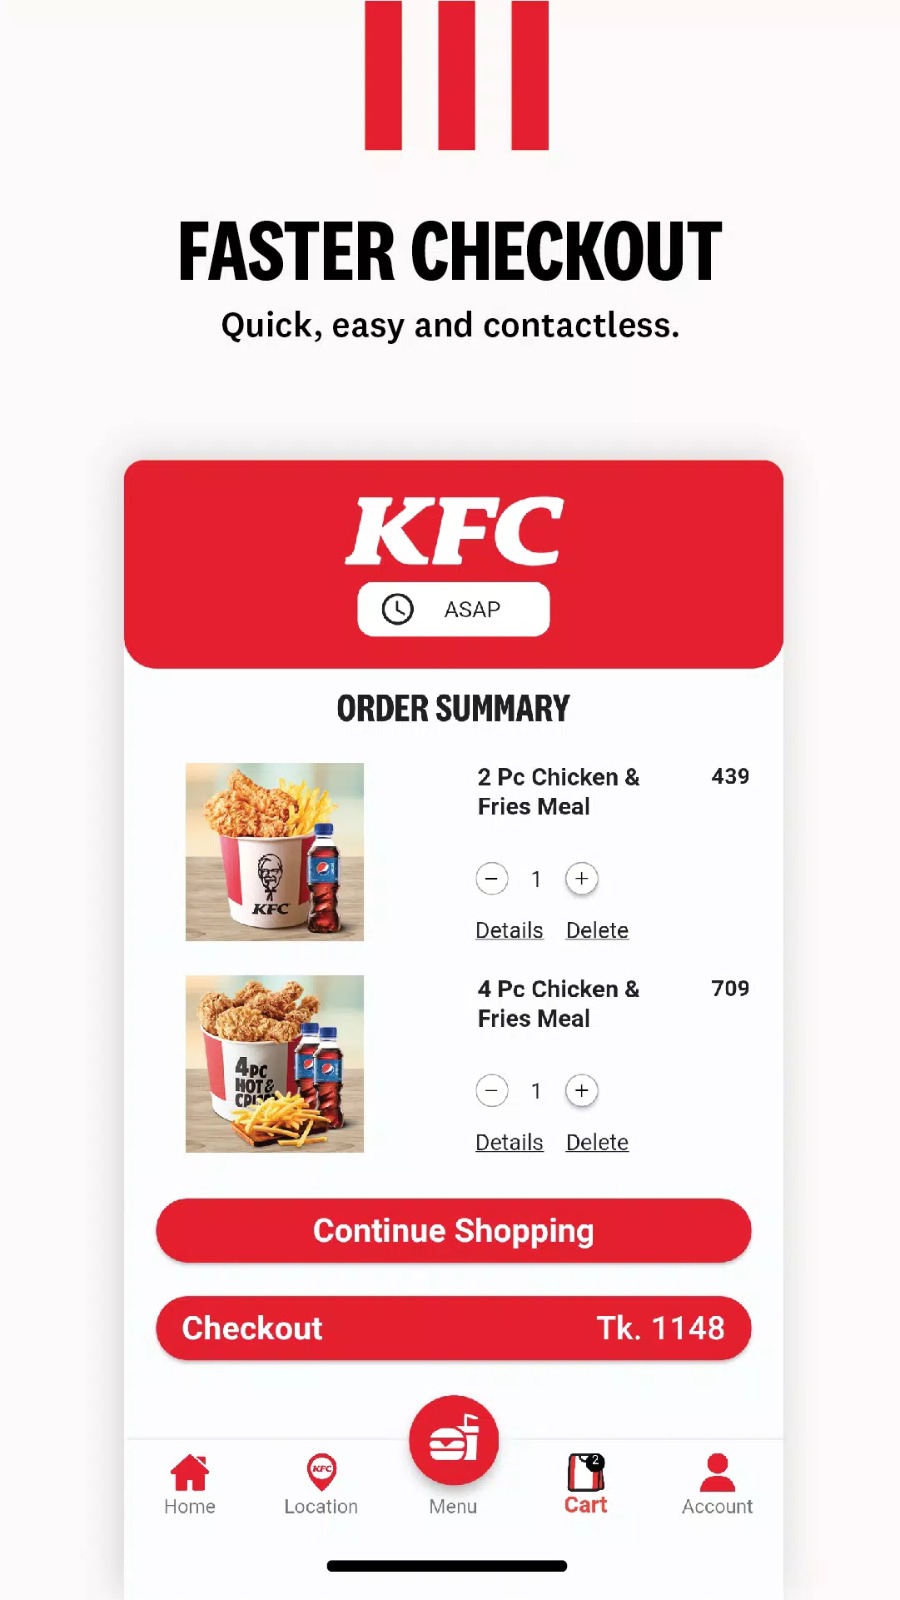 FASTER CHECKOUT
Quick, easy and contactless.
KFC
ASAP
ORDER SUMMARY
2 Pc Chicken & 439
Fries Meal
KFC
1
Details Delete
4 Pc Chicken & 709
Fries Meal
4PC
HOT &
1
Details Delete
Continue Shopping
Checkout Tk. 1148
KFC
2
Home Location Menu Cart Account